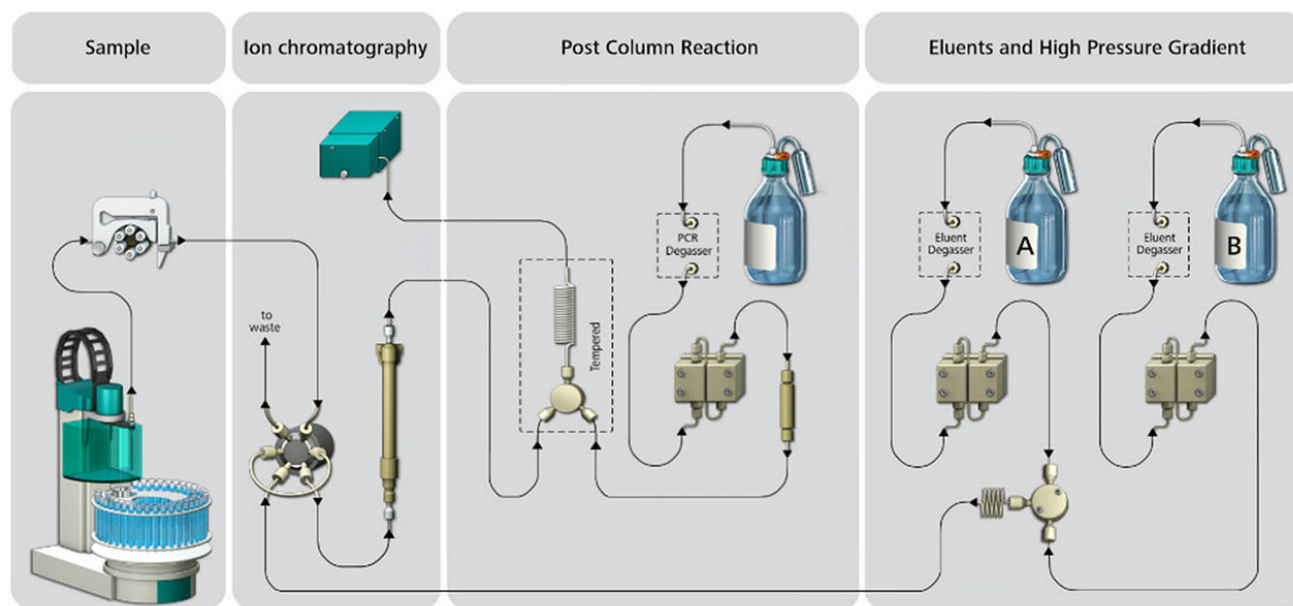 Sample
Ion chromatography
Post Column Reaction
Eluents and High Pressure Gradient
to
waste
Tempered
PCR
Degasser
Eluent
Degasser
A
Eluent
Degasser
B